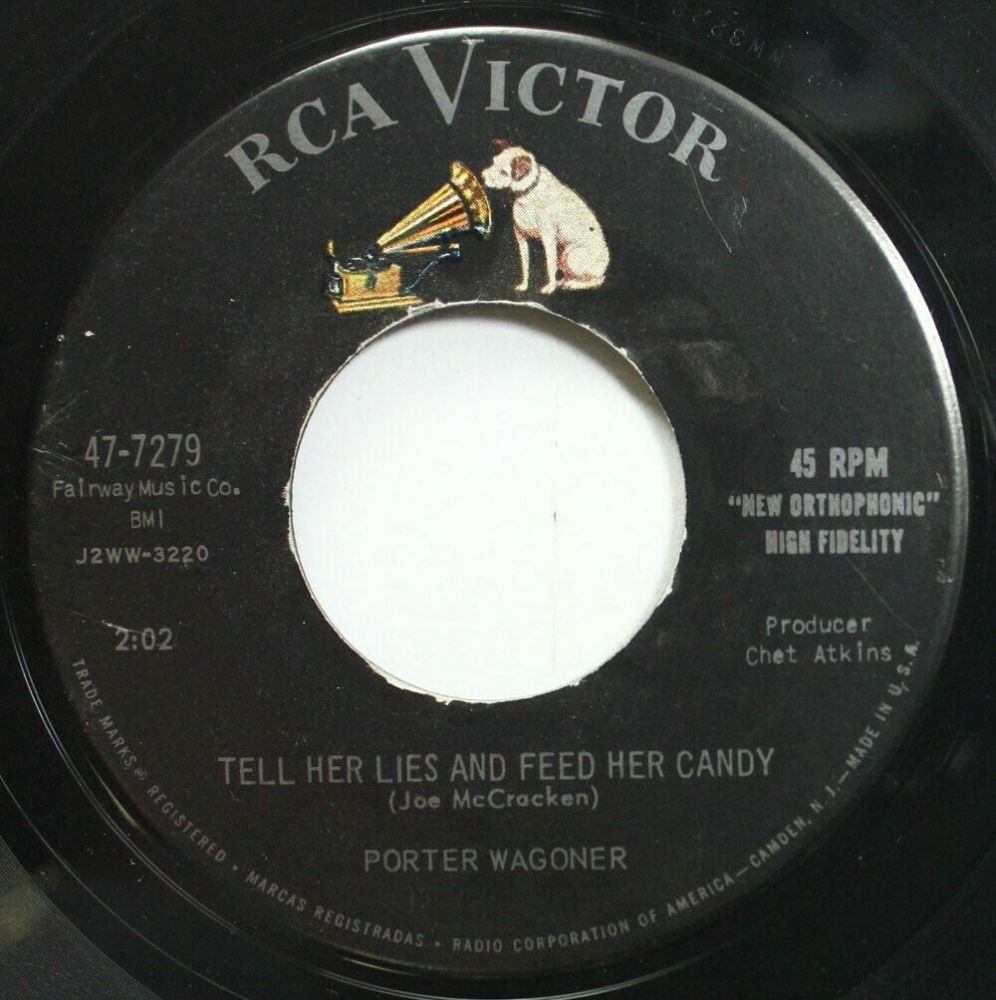 RCA VICTOR
47-7279
Fairway Music Co.
BMI
J2WW-3220
2:02
45 RPM
"NEW ORTHOPHONIC"
HIGH FIDELITY
Producer
Chet Atkins
TELL HER LIES AND FEED HER CANDY
(Joe McCracken)
PORTER WAGONER
TRADE MARKS ® REGISTERED • MARCAS REGISTRADAS • RADIO CORPORATION OF AMERICA—CAMDEN, N. J.—MADE IN U. S. A.